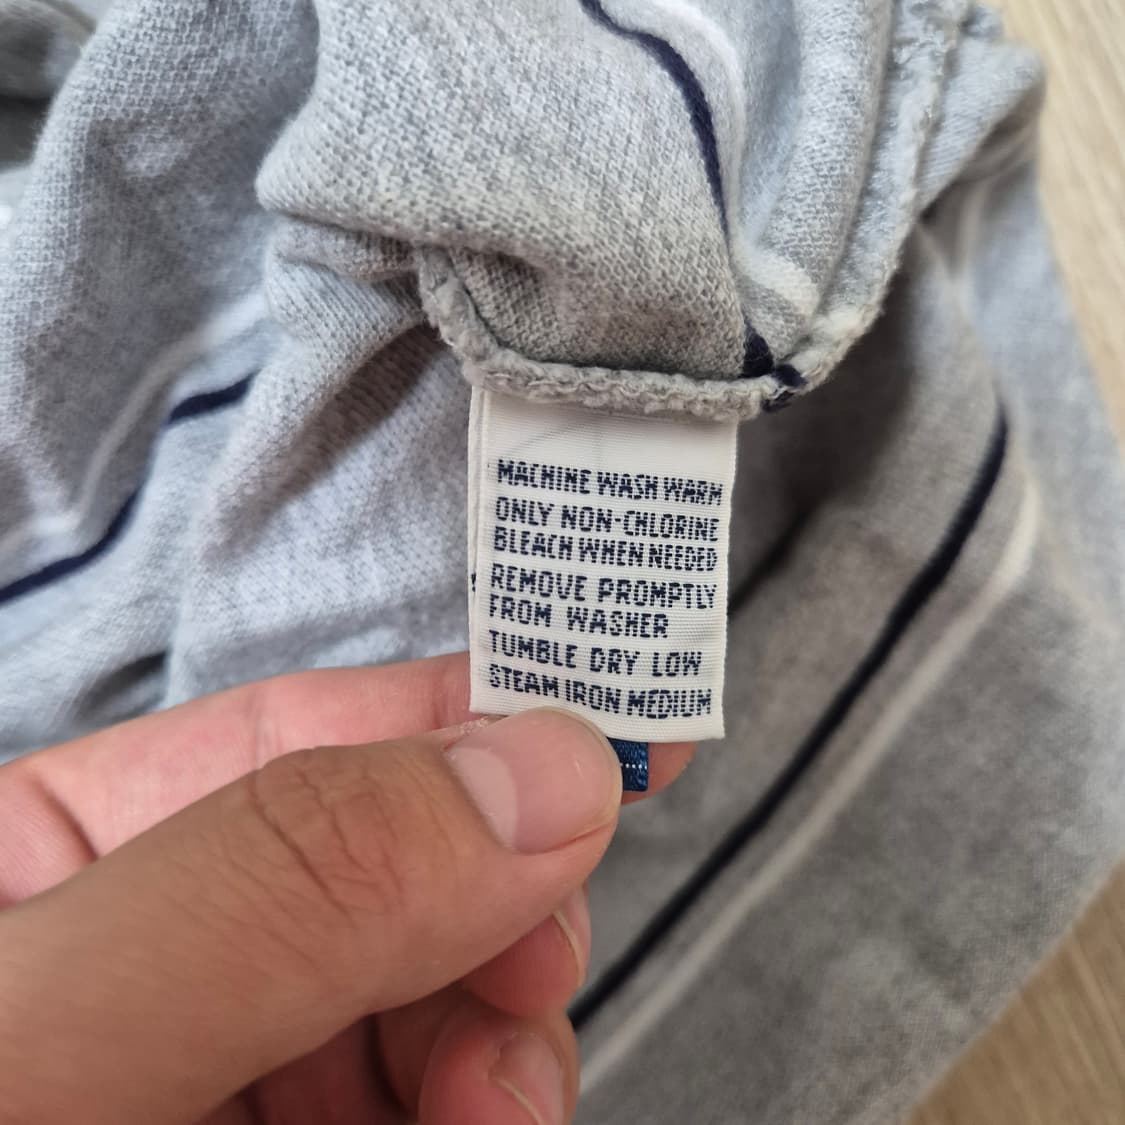 MACHINE WASH WARM
ONLY NON-CHLORINE
BLEACH WHEN NEEDED
REMOVE PROMPTLY
FROM WASHER
TUMBLE DRY LOW
STEAM IRON MEDIUM